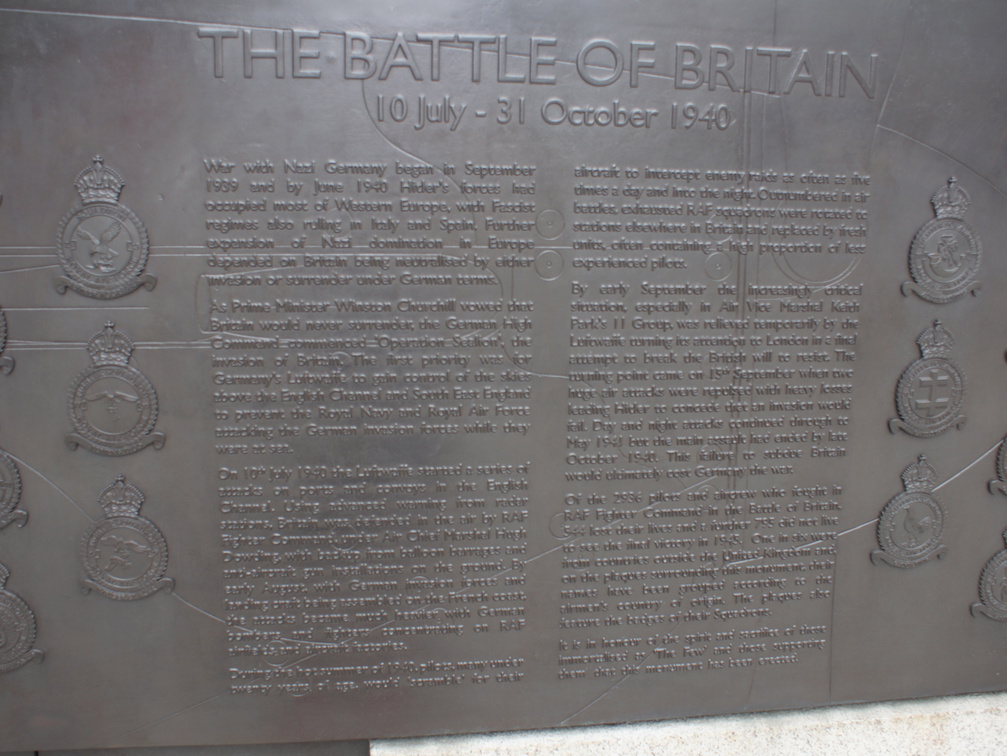 THE BATTLE OF BRITAIN
10 July - 31 October 1940
War with Nazi Germany began in September
1939 and by June 1940 Hitler's forces had
occupied most of Western Europe, with Fascist
regimes also ruling in Italy and Spain. Further
expansion of Nazi domination in Europe
depended on Britain being neutralised by either
invasion or surrender under German terms.
As Prime Minister Winston Churchill vowed that
Britain would never surrender, the German High
Command commenced 'Operation Sealion', the
invasion of Britain. The first priority was for
Germany's Luftwaffe to gain control of the skies
above the English Channel and South East England
to prevent the Royal Navy and Royal Air Force
attacking the German invasion forces while they
were at sea.
On 10th July 1940 the Luftwaffe started a series of
attacks on ports and convoys in the English
Channel. Using advanced warning from radar
stations, Britain was defended in the air by RAF
Fighter Command under Air Chief Marshal Hugh
Dowding, with backup from balloon barrages and
anti-aircraft gun installations on the ground. By
early August, with German invasion forces and
landing craft being assembled on the French coast,
the attacks became much heavier, with German
bombers and fighters concentrating on RAF
airfields and aircraft factories.
During the summer of 1940, pilots, many under
twenty years of age, would 'scramble' for their
aircraft to intercept enemy raids as often as five
times a day and into the night. Outnumbered in air
battles, exhausted RAF squadrons were rotated to
stations elsewhere in Britain and replaced by fresh
units, often containing a high proportion of less
experienced pilots.
By early September the increasingly critical
situation, especially in Air Vice Marshal Keith
Park's 11 Group, was relieved temporarily by the
Luftwaffe turning its attention to London in a final
attempt to break the British will to resist. The
turning point came on 15th September when two
huge air attacks were repulsed with heavy losses
leading Hitler to concede that an invasion would
fail. Day and night attacks continued through to
May 1941 but the main assault had ended by late
October 1940. This failure to subdue Britain
would ultimately cost Germany the war.
Of the 2936 pilots and aircrew who fought in
RAF Fighter Command in the Battle of Britain,
lost their lives and a further 795 did not live
to see the final victory in 1945. One in six were
from countries outside the United Kingdom and,
on the plaques surrounding the monument, their
names have been grouped according to the
airmen's country of origin. The plaques also
feature the badges of their Squadrons.
It is in honour of the spirit and sacrifice of those
immortalised as 'The Few' and those supporting
them that this monument has been erected.